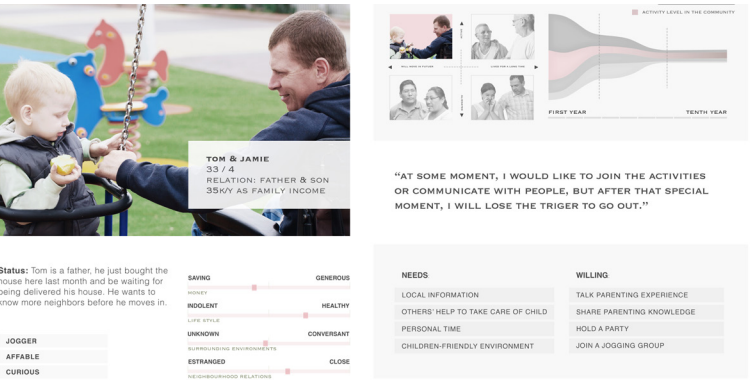 TOM & JAMIE
33 / 4
RELATION: FATHER & SON
35K/Y AS FAMILY INCOME
Status: Tom is a father, he just bought the
house here last month and be waiting for
being delivered his house. He wants to
know more neighbors before he moves in.
JOGGER
AFFABLE
CURIOUS
SAVING GENEROUS
MONEY
INDOLENT HEALTHY
LIFE STYLE
UNKNOWN CONVERSANT
SURROUNDING ENVIRONMENTS
ESTRANGED CLOSE
NEIGHBOURHOOD RELATIONS
ACTIVITY LEVEL IN THE COMMUNITY
FIRST YEAR TENTH YEAR
“AT SOME MOMENT, I WOULD LIKE TO JOIN THE ACTIVITIES
OR COMMUNICATE WITH PEOPLE, BUT AFTER THAT SPECIAL
MOMENT, I WILL LOSE THE TRIGER TO GO OUT.”
NEEDS
LOCAL INFORMATION
OTHERS' HELP TO TAKE CARE OF CHILD
PERSONAL TIME
CHILDREN-FRIENDLY ENVIRONMENT
WILLING
TALK PARENTING EXPERIENCE
SHARE PARENTING KNOWLEDGE
HOLD A PARTY
JOIN A JOGGING GROUP